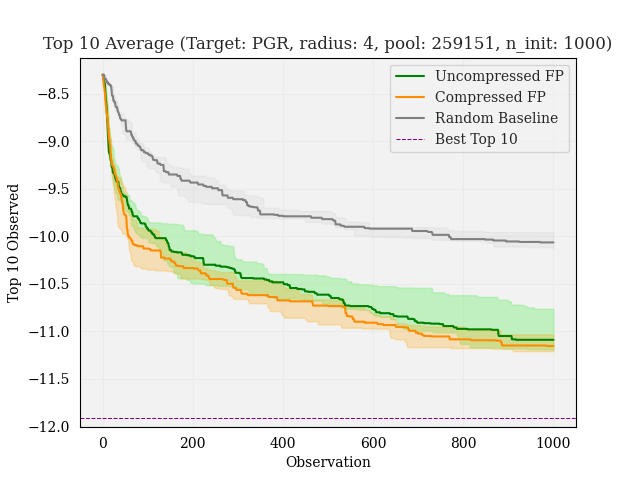 Top 10 Average (Target: PGR, radius: 4, pool: 259151, n_init: 1000)
Uncompressed FP
Compressed FP
Random Baseline
Best Top 10
Top 10 Observed
−8.5
−9.0
−9.5
−10.0
−10.5
−11.0
−11.5
−12.0
0 200 400 600 800 1000
Observation